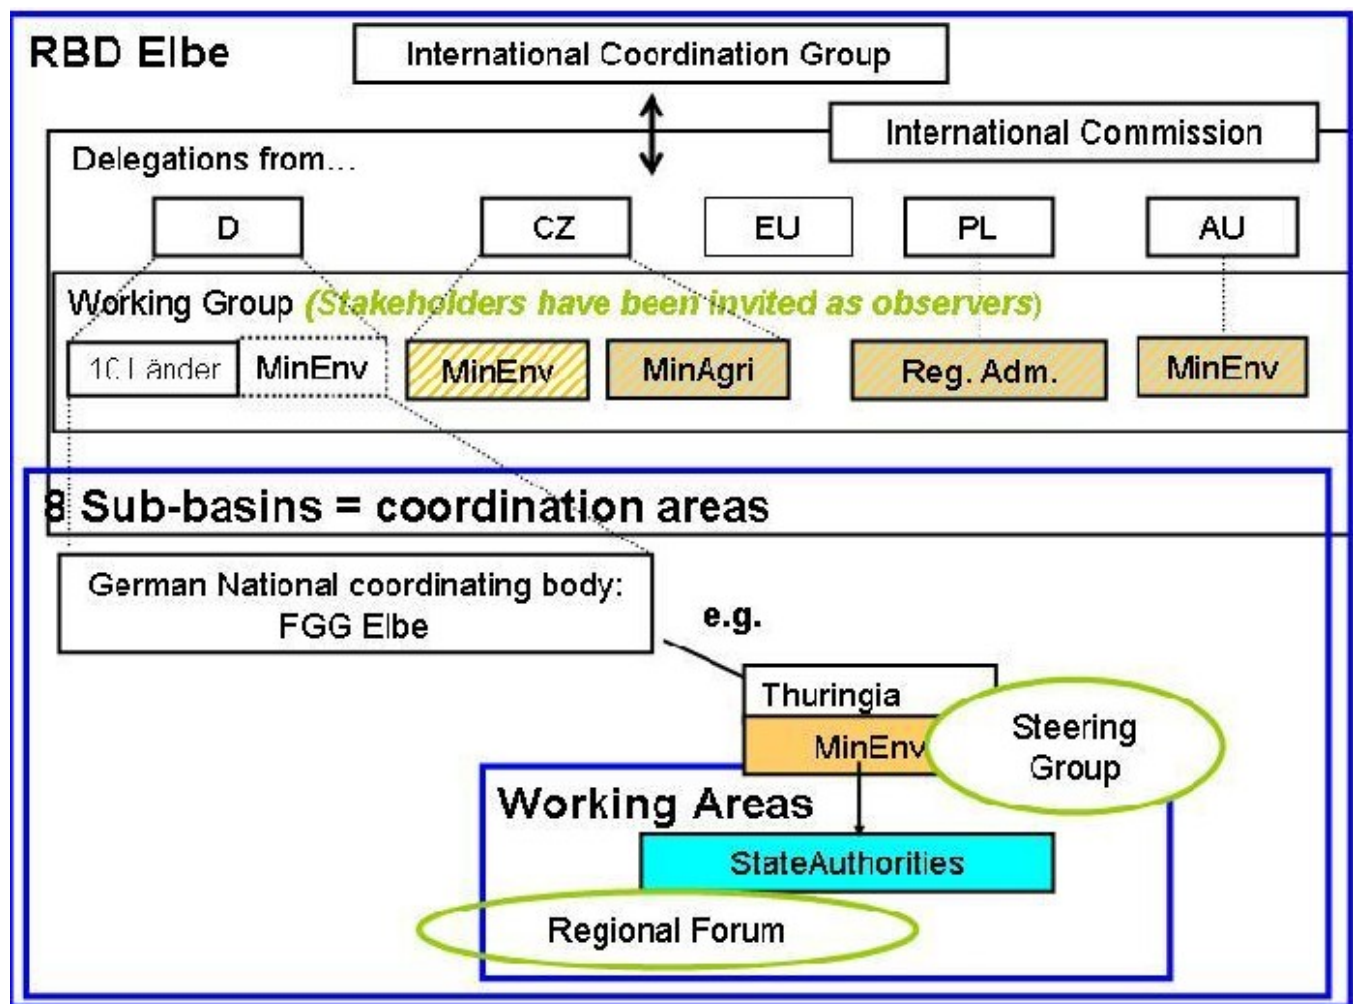 RBD Elbe
International Coordination Group
International Commission
Delegations from...
D
CZ
EU
PL
AU
Working Group (Stakeholders have been invited as observers)
10 Länder
MinEnv
MinEnv
MinAgri
Reg. Adm.
MinEnv
8 Sub-basins = coordination areas
German National coordinating body:
FGG Elbe
e.g.
Thuringia
MinEnv
Steering
Group
Working Areas
StateAuthorities
Regional Forum